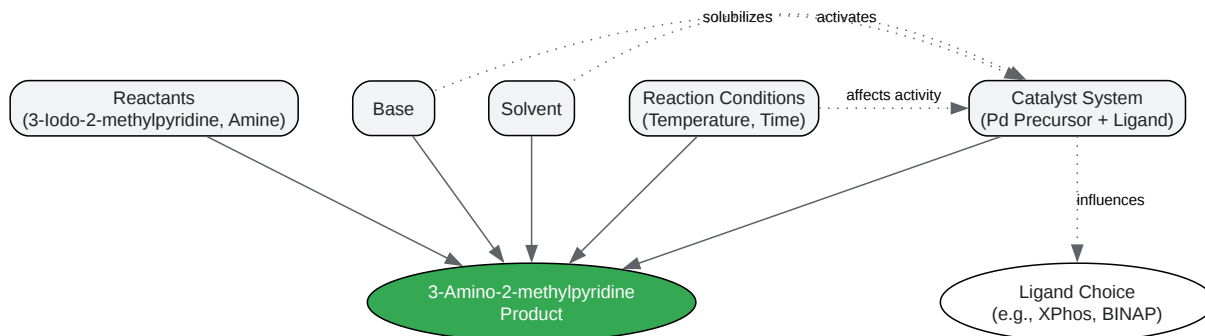 solubilizes
activates
Reactants
(3-Iodo-2-methylpyridine, Amine)
Base
Solvent
Reaction Conditions
(Temperature, Time)
affects activity
Catalyst System
(Pd Precursor + Ligand)
influences
3-Amino-2-methylpyridine
Product
Ligand Choice
(e.g., XPhos, BINAP)